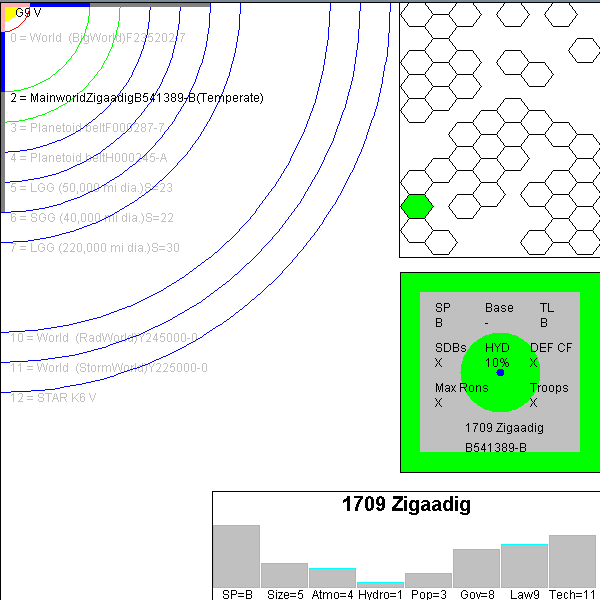 G9 V
0 = World (BigWorld)F235202-7
2 = MainworldZigaadigB541389-B(Temperate)
3 = Planetoid beltF000287-7
4 = Planetoid beltH000245-A
5 = LGG (50,000 mi dia.)S=23
6 = SGG (40,000 mi dia.)S=22
7 = LGG (220,000 mi dia.)S=30
10 = World (RadWorld)Y245000-0
11 = World (StormWorld)Y225000-0
12 = STAR K6 V
SP Base TL
B - B
SDBs HYD DEF CF
X 10% X
Max Rons Troops
X X
1709 Zigaadig
B541389-B
1709 Zigaadig
SP=B Size=5 Atmo=4 Hydro=1 Pop=3 Gov=8 Law9 Tech=11